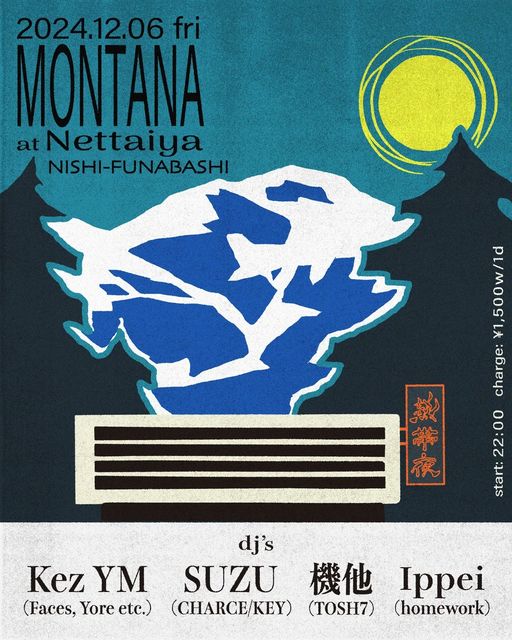 2024.12.06 fri
MONTANA
at Nettaiya
NISHI-FUNABASHI
start: 22:00 charge: ¥1,500w/1d
熱帯夜
dj's
Kez YM
(Faces, Yore etc.)
SUZU
(CHARCE/KEY)
機他
(TOSH7)
Ippei
(homework)